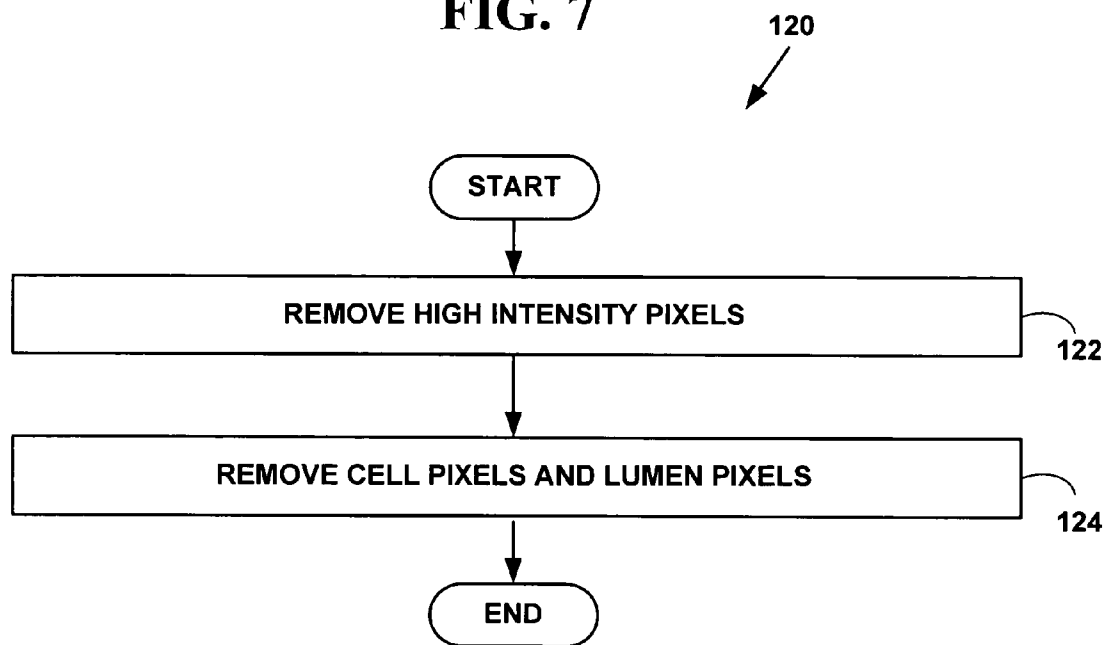 FIG. 7
120
START
REMOVE HIGH INTENSITY PIXELS
122
REMOVE CELL PIXELS AND LUMEN PIXELS
124
END